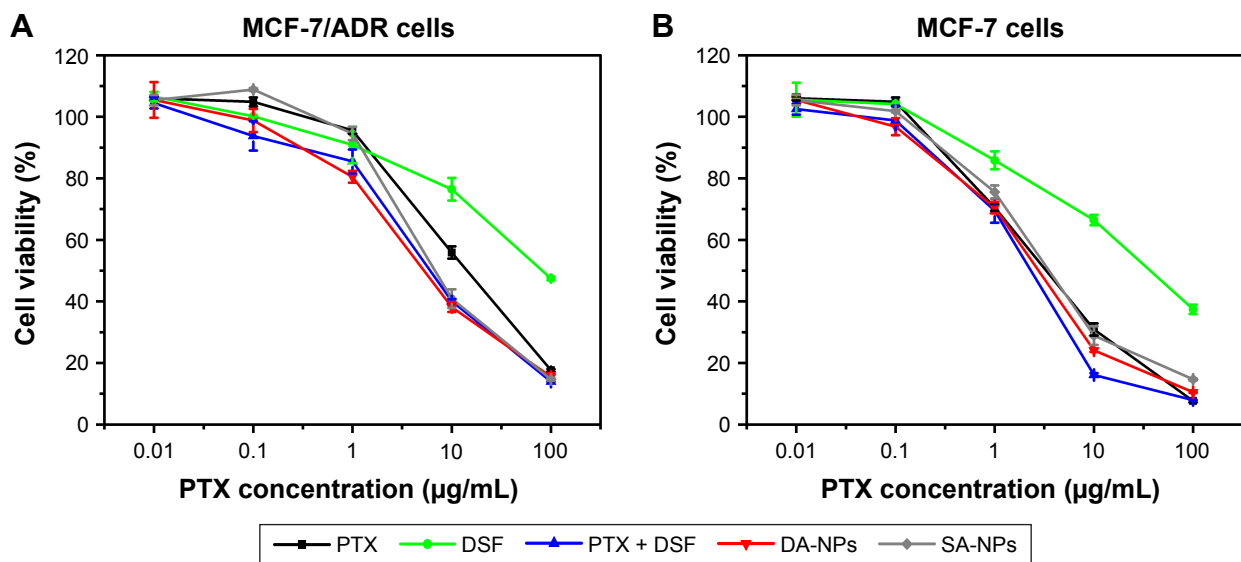 A
MCF-7/ADR cells
120
100
80
60
40
20
0
Cell viability (%)
0.01 0.1 1 10 100
PTX concentration (µg/mL)
B
MCF-7 cells
120
100
80
60
40
20
0
Cell viability (%)
0.01 0.1 1 10 100
PTX concentration (µg/mL)
PTX DSF PTX + DSF DA-NPs SA-NPs